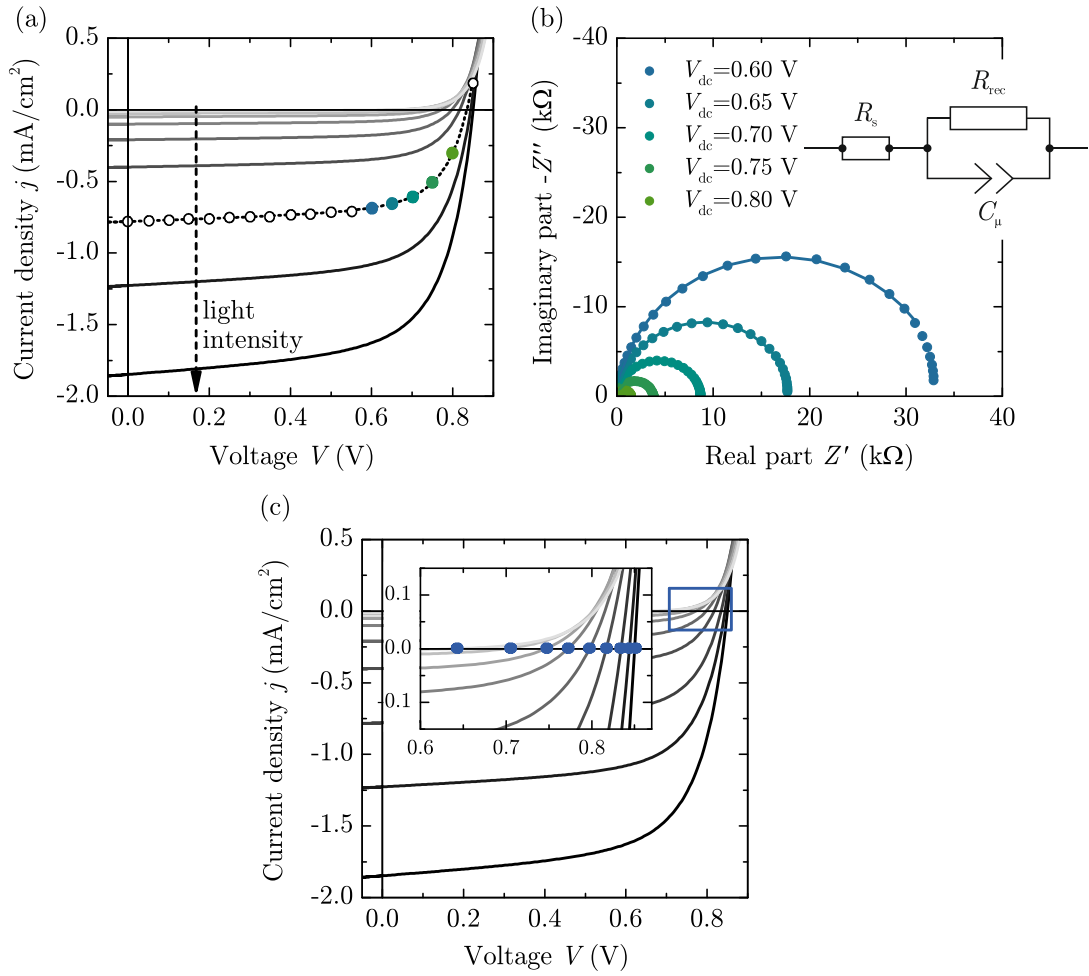 (a)
0.5
0.0
-0.5
-1.0
-1.5
-2.0
0.0 0.2 0.4 0.6 0.8
Current density j (mA/cm²)
Voltage V (V)
light
intensity
(b)
-40
-30
-20
-10
0
0 10 20 30 40
Imaginary part -Z″ (kΩ)
Real part Z′ (kΩ)
V_dc=0.60 V
V_dc=0.65 V
V_dc=0.70 V
V_dc=0.75 V
V_dc=0.80 V
R_s
R_rec
C_μ
(c)
0.5
0.0
-0.5
-1.0
-1.5
-2.0
0.0 0.2 0.4 0.6 0.8
Current density j (mA/cm²)
Voltage V (V)
0.1
0.0
0.1
0.6 0.7 0.8